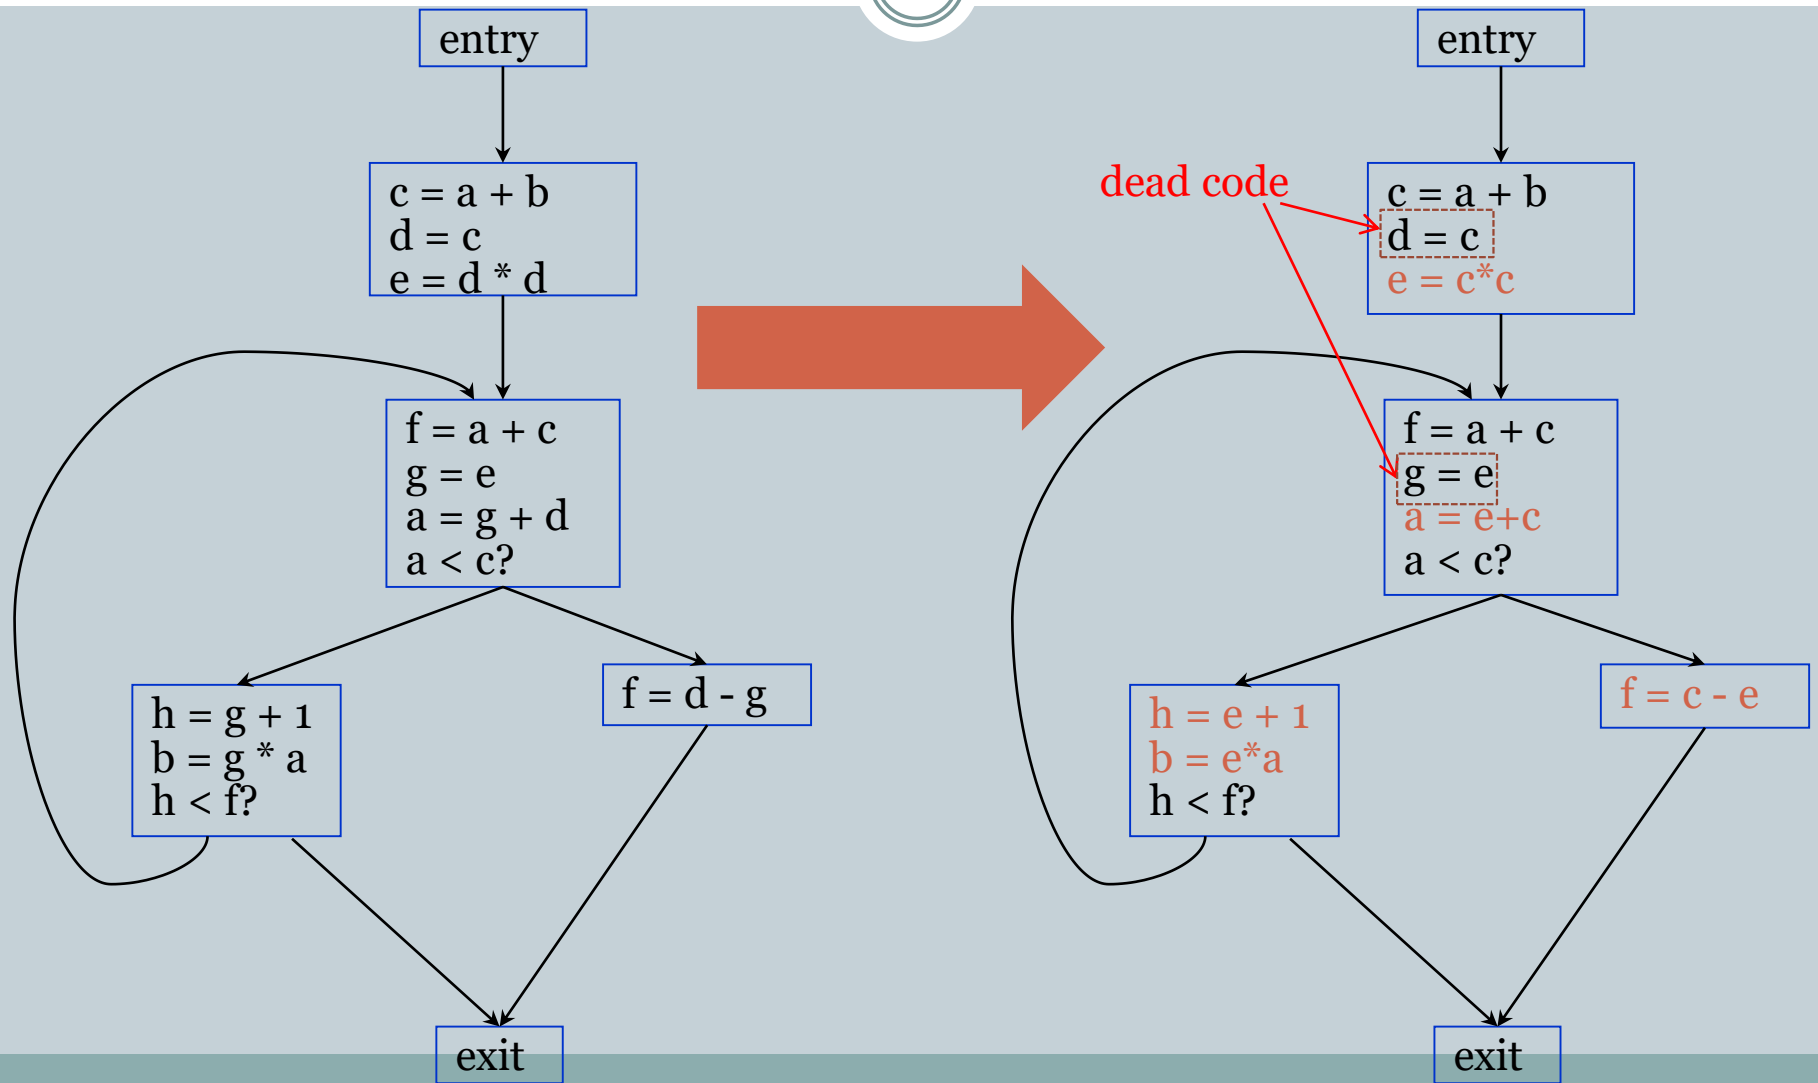 entry
c = a + b
d = c
e = d * d
f = a + c
g = e
a = g + d
a < c?
h = g + 1
b = g * a
h < f?
f = d - g
exit
entry
dead code
c = a + b
d = c
e = c*c
f = a + c
g = e
a = e+c
a < c?
h = e + 1
b = e*a
h < f?
f = c - e
exit